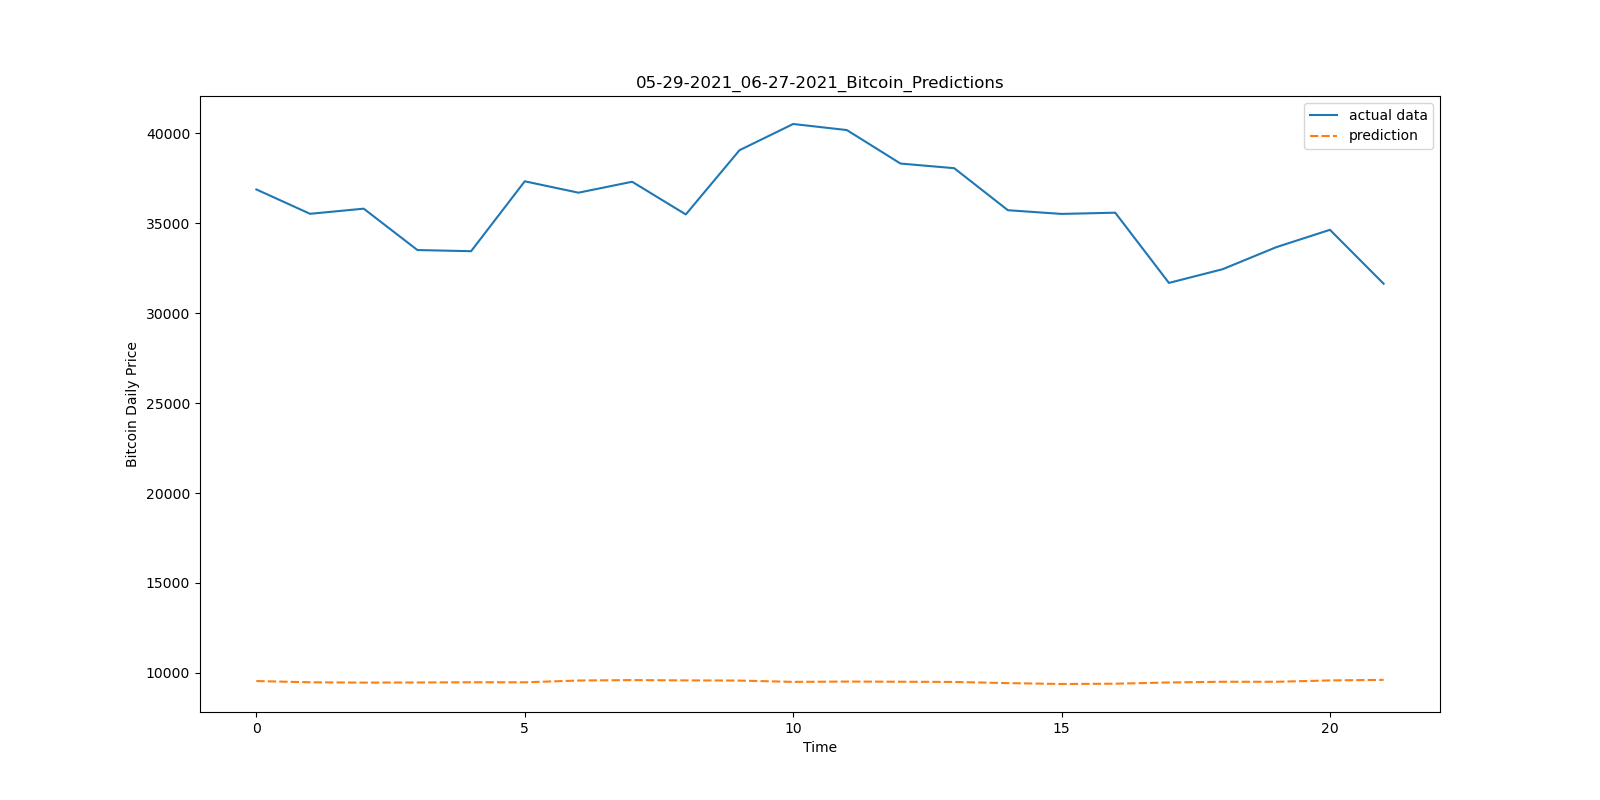 05-29-2021_06-27-2021_Bitcoin_Predictions
actual data
prediction
40000
35000
30000
25000
20000
15000
10000
Bitcoin Daily Price
0
5
10
15
20
Time